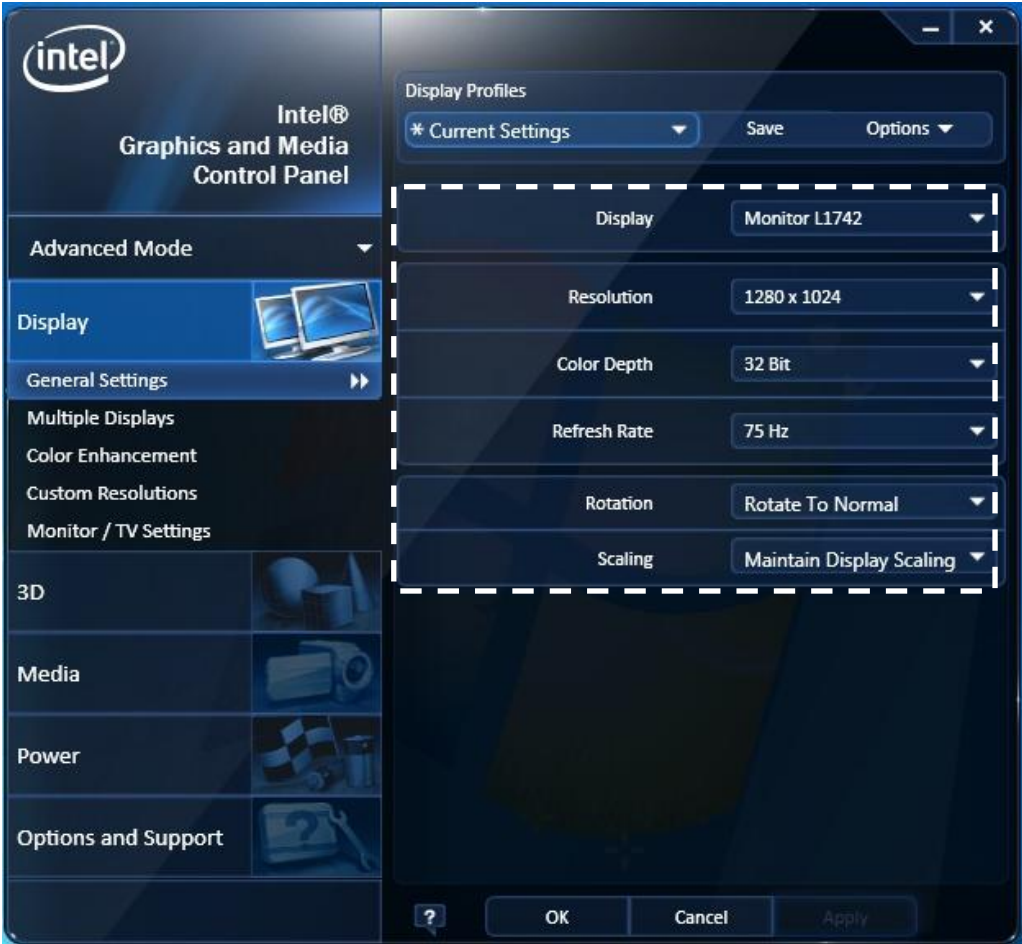 intel
Intel®
Graphics and Media
Control Panel
Advanced Mode
Display
General Settings
Multiple Displays
Color Enhancement
Custom Resolutions
Monitor / TV Settings
3D
Media
Power
Options and Support
Display Profiles
* Current Settings Save Options
Display Monitor L1742
Resolution 1280 x 1024
Color Depth 32 Bit
Refresh Rate 75 Hz
Rotation Rotate To Normal
Scaling Maintain Display Scaling
? OK Cancel Apply